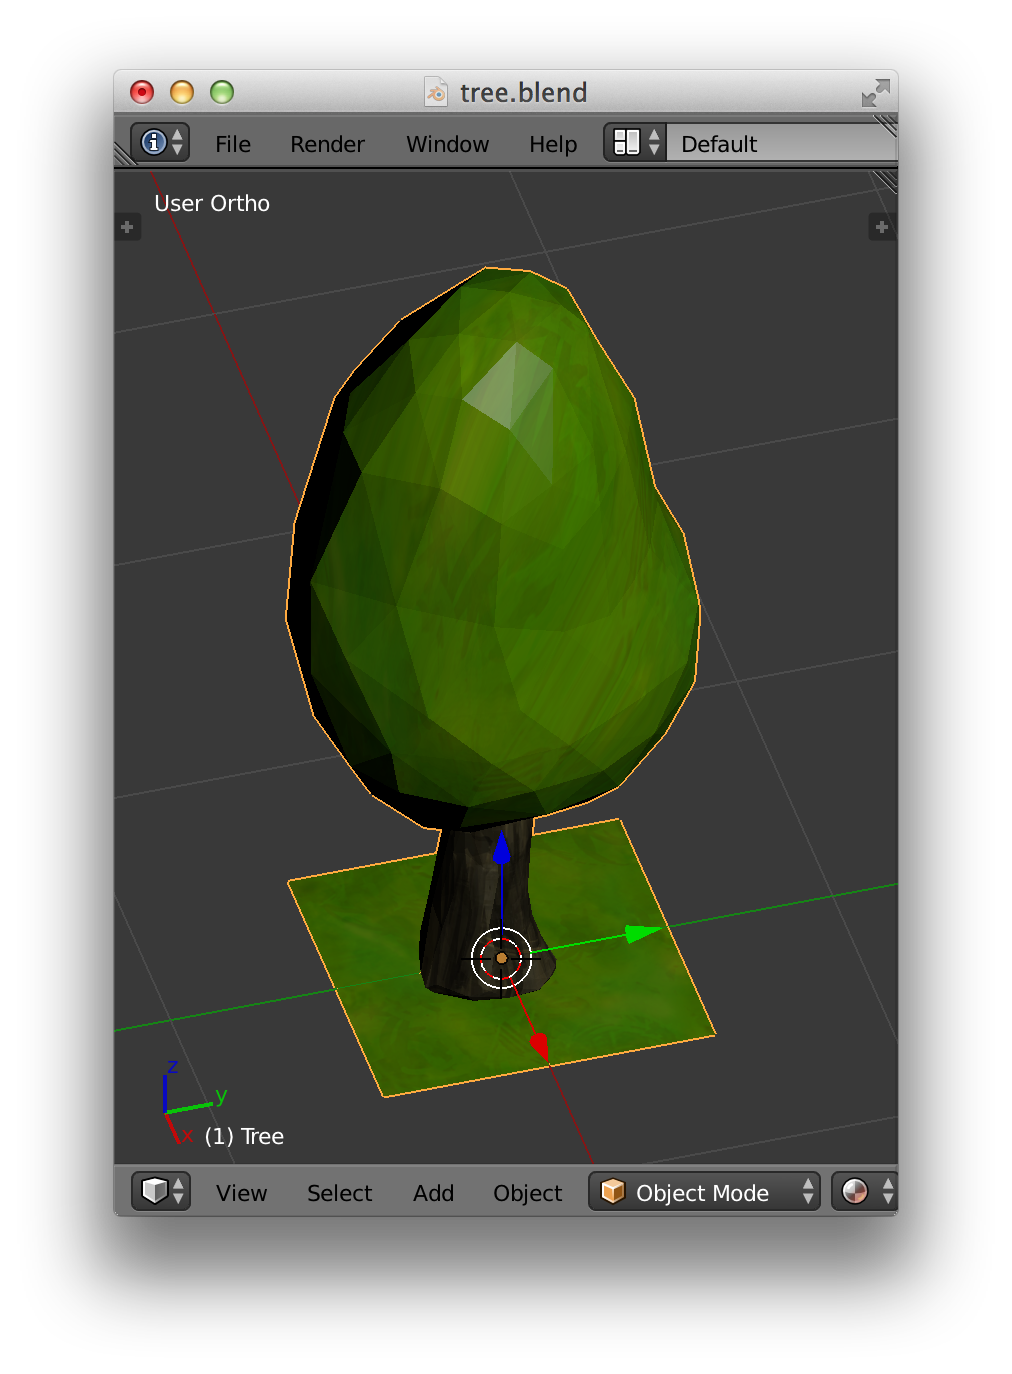 tree.blend
File Render Window Help Default
User Ortho
z
y
x
(1) Tree
View Select Add Object Object Mode